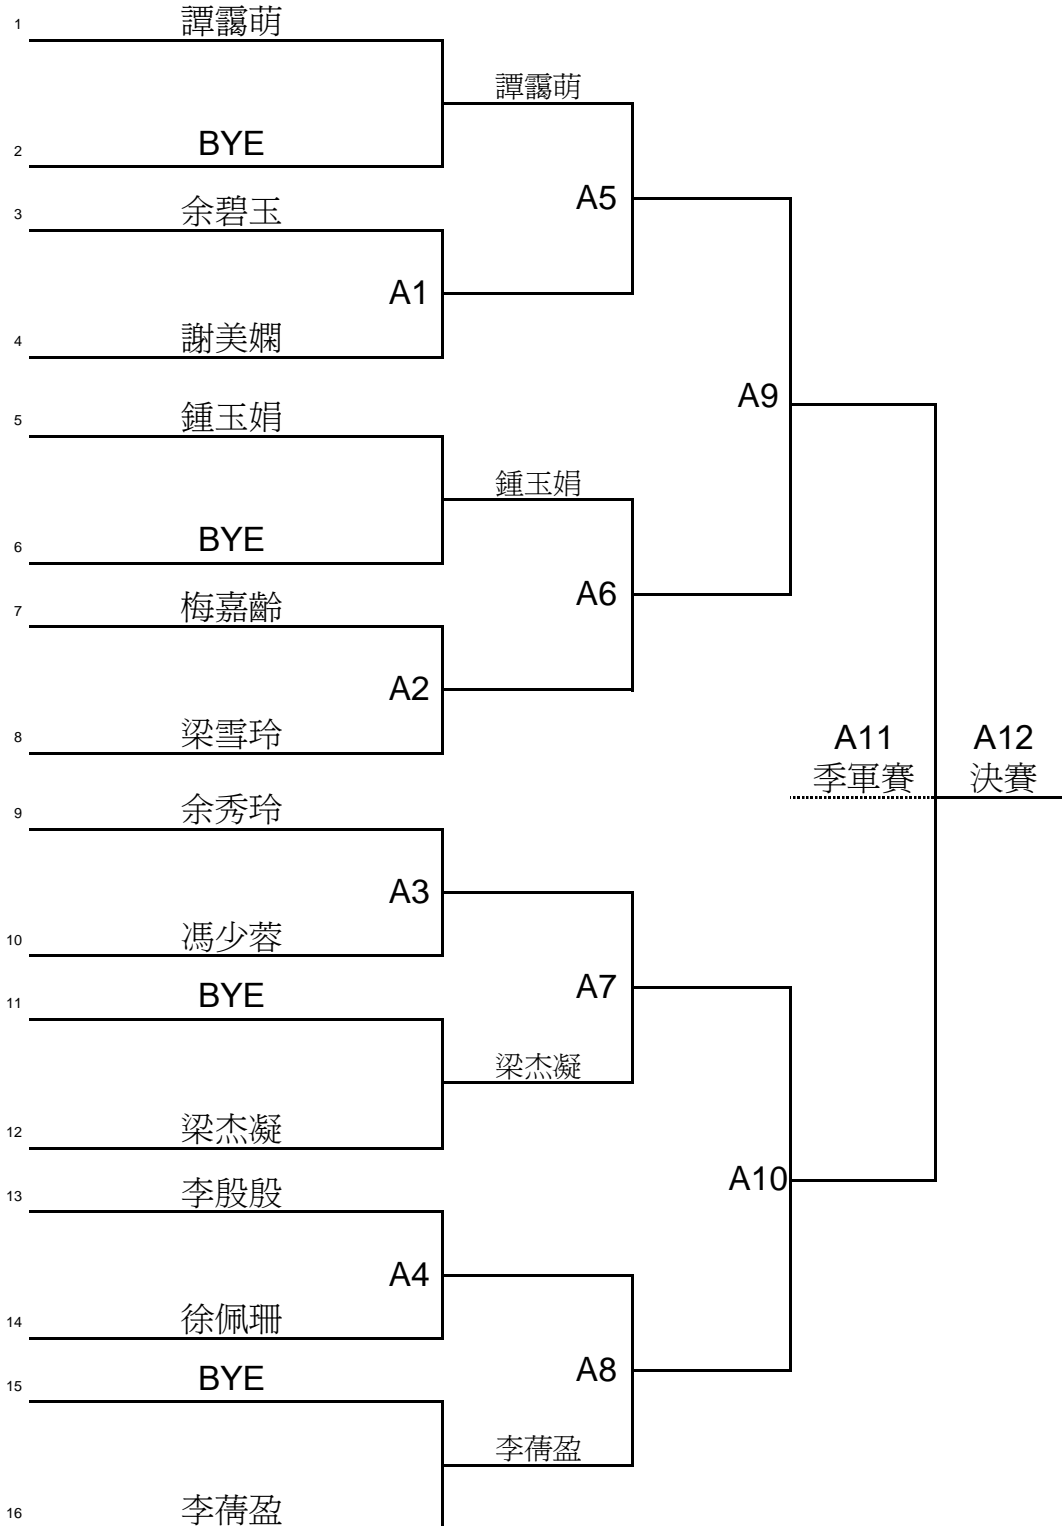 1 譚靄萌
譚靄萌
2 BYE
A5
3 余碧玉
A1
4 謝美嫻
A9
5 鍾玉娟
鍾玉娟
6 BYE
A6
7 梅嘉齡
A2
8 梁雪玲
A11 A12
季軍賽 決賽
9 余秀玲
A3
10 馮少蓉
A7
11 BYE
梁杰凝
12 梁杰凝
A10
13 李殷殷
A4
14 徐佩珊
A8
15 BYE
李蒨盈
16 李蒨盈